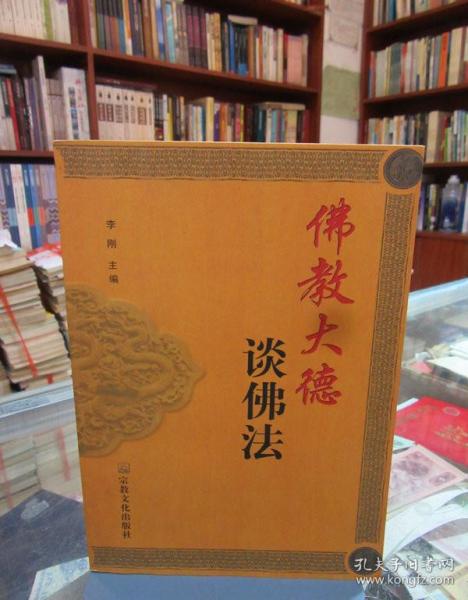 佛教大德
谈佛法
李刚 主编
宗教文化出版社
孔夫子旧书网
www.kongfz.com